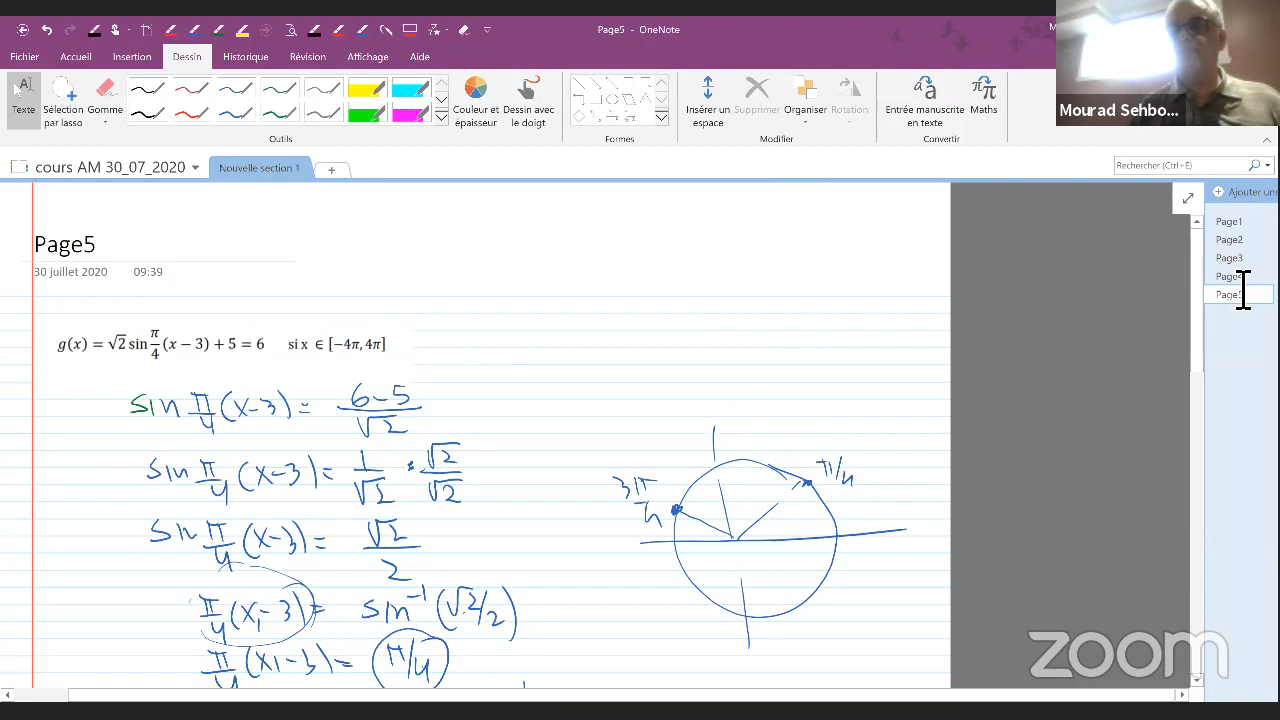 Page5 - OneNote
M
Fichier Accueil Insertion Dessin Historique Révision Affichage Aide
Texte Sélection par lasso Gomme Couleur et épaisseur Dessin avec le doigt Insérer un espace Supprimer Organiser Rotation Entrée manuscrite en texte Maths
Outils Formes Modifier Convertir
Mourad Sehbo...
cours AM 30_07_2020 Nouvelle section 1 +
Rechercher (Ctrl+E)
Ajouter une
Page1
Page2
Page3
Page4
Page5
Page5
30 juillet 2020 09:39
g(x) = √2 sin π/4 (x − 3) + 5 = 6 si x ∈ [−4π, 4π]
sin π/4 (x-3) = 6-5/√2
sin π/4 (x-3) = 1/√2 · √2/√2
sin π/4 (x-3) = √2/2
π/4 (x₁-3) = sin⁻¹(√2/2)
π/4 (x1-3) = π/4
3π/4
π/4
zoom